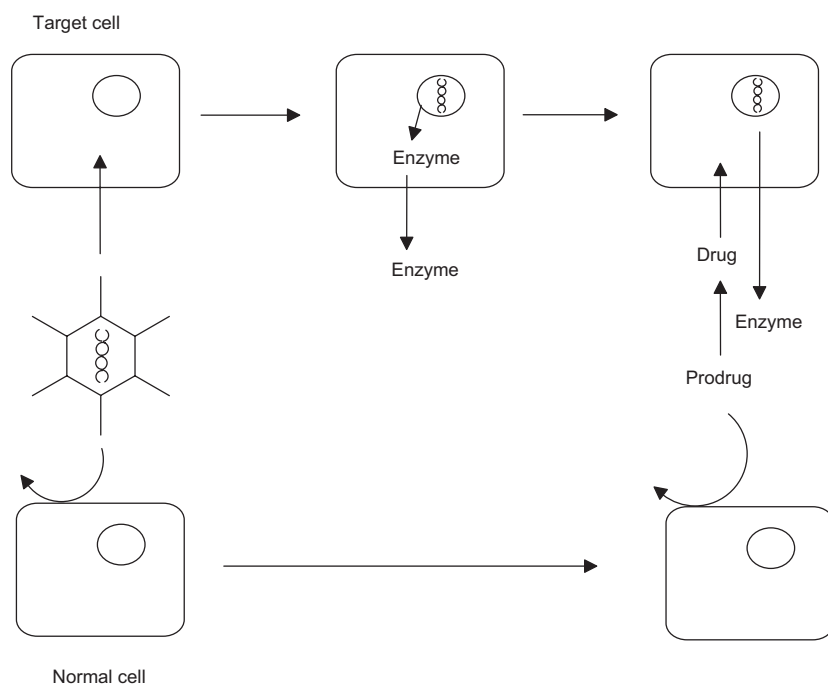 Target cell
Enzyme
Enzyme
Drug
Enzyme
Prodrug
Normal cell